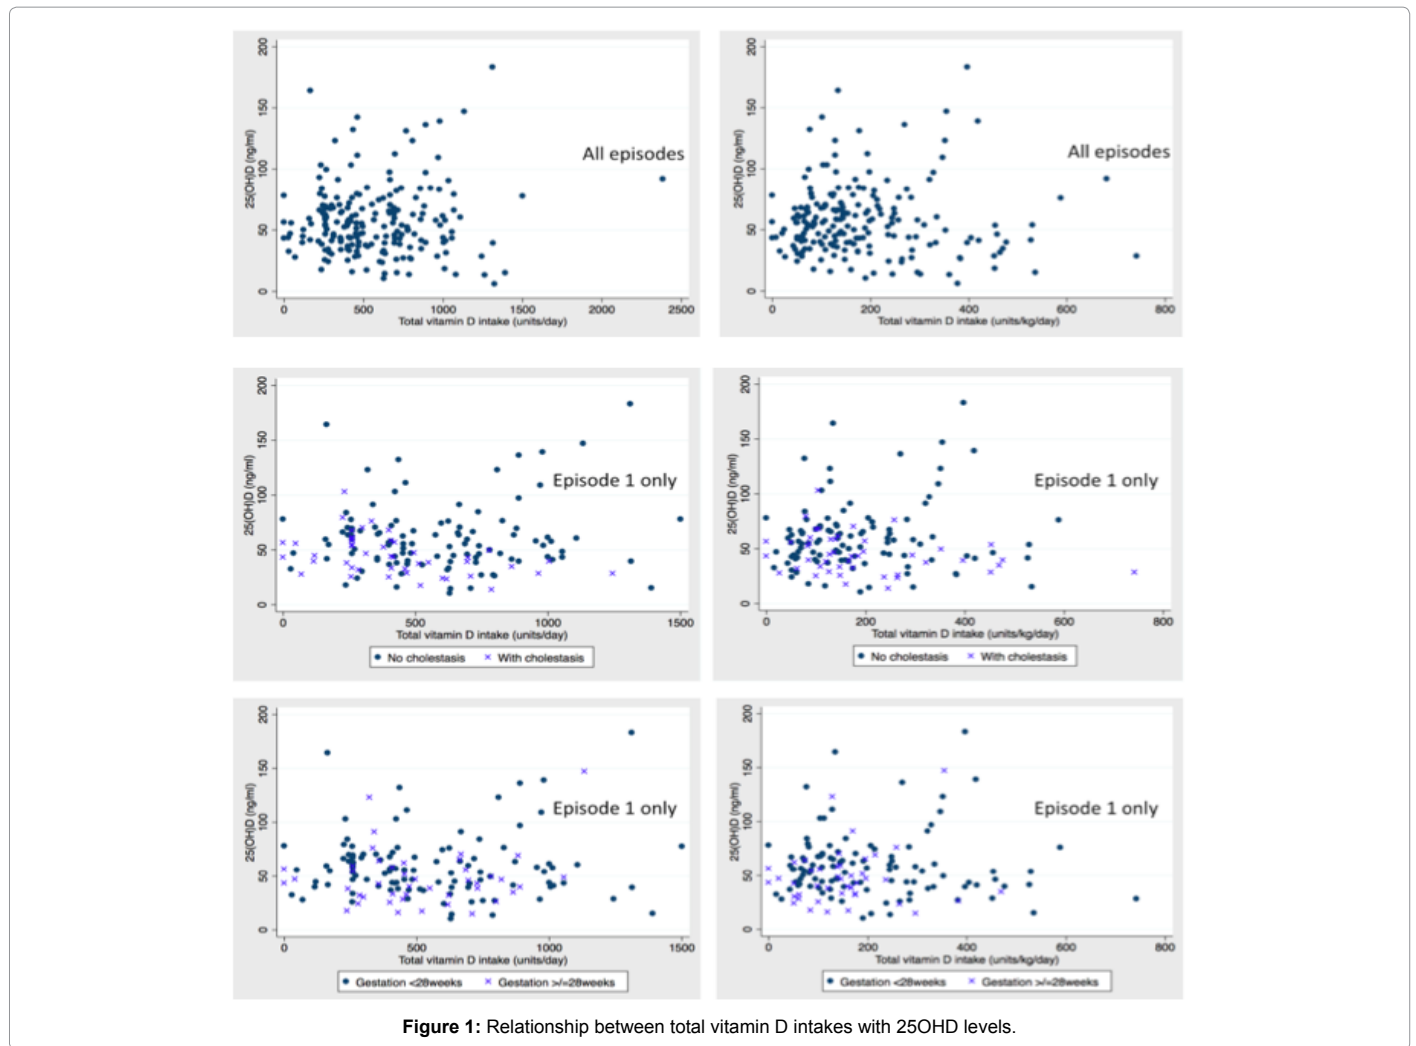 200
150
100
50
0
25(OH)D (ng/ml)
All episodes
0 500 1000 1500 2000 2500
Total vitamin D intake (units/day)
200
150
100
50
0
25(OH)D (ng/ml)
All episodes
0 200 400 600 800
Total vitamin D intake (units/kg/day)
200
150
100
50
0
25(OH)D (ng/ml)
Episode 1 only
0 500 1000 1500
Total vitamin D intake (units/day)
No cholestasis With cholestasis
200
150
100
50
0
25(OH)D (ng/ml)
Episode 1 only
0 200 400 600 800
Total vitamin D intake (units/kg/day)
No cholestasis With cholestasis
200
150
100
50
0
25(OH)D (ng/ml)
Episode 1 only
0 500 1000 1500
Total vitamin D intake (units/day)
Gestation <28weeks Gestation >/=28weeks
200
150
100
50
0
25(OH)D (ng/ml)
Episode 1 only
0 200 400 600 800
Total vitamin D intake (units/kg/day)
Gestation <28weeks Gestation >/=28weeks
Figure 1: Relationship between total vitamin D intakes with 25OHD levels.